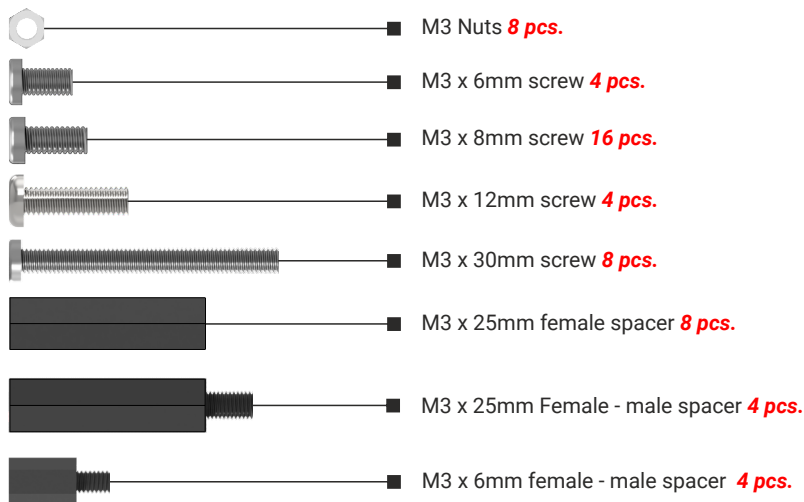 M3 Nuts 8 pcs.
M3 x 6mm screw 4 pcs.
M3 x 8mm screw 16 pcs.
M3 x 12mm screw 4 pcs.
M3 x 30mm screw 8 pcs.
M3 x 25mm female spacer 8 pcs.
M3 x 25mm Female - male spacer 4 pcs.
M3 x 6mm female - male spacer 4 pcs.